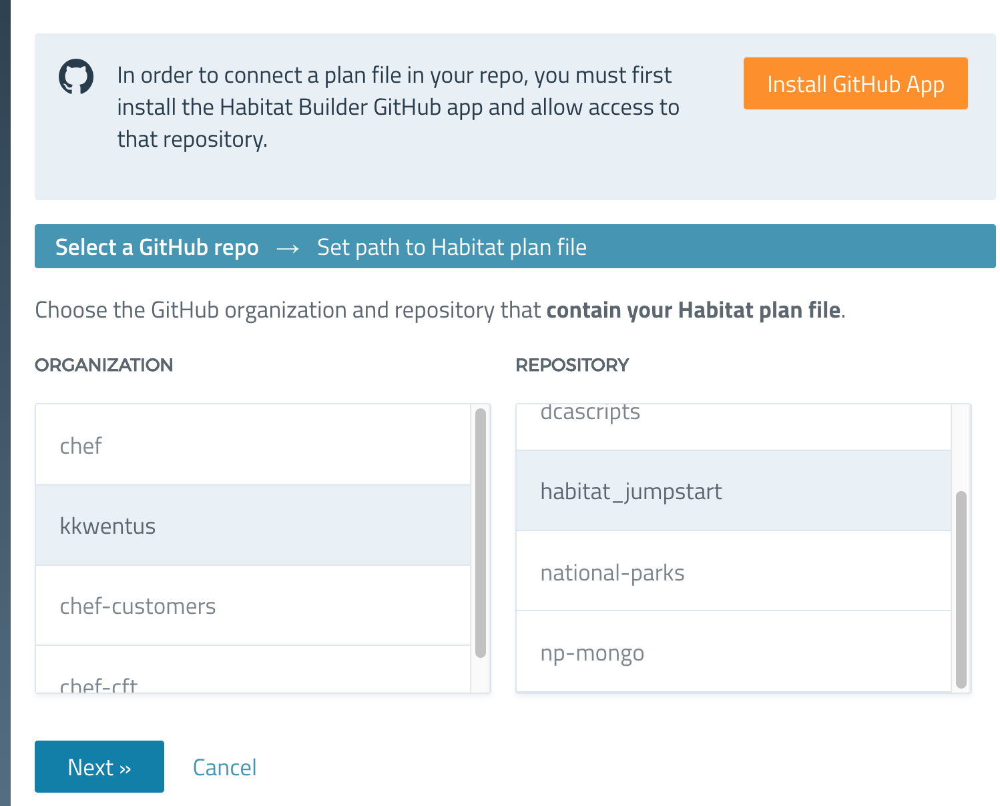 In order to connect a plan file in your repo, you must first
install the Habitat Builder GitHub app and allow access to
that repository.
Install GitHub App
Select a GitHub repo → Set path to Habitat plan file
Choose the GitHub organization and repository that contain your Habitat plan file.
ORGANIZATION
chef
kkwentus
chef-customers
chef-cft
REPOSITORY
dcascripts
habitat_jumpstart
national-parks
np-mongo
Next »
Cancel